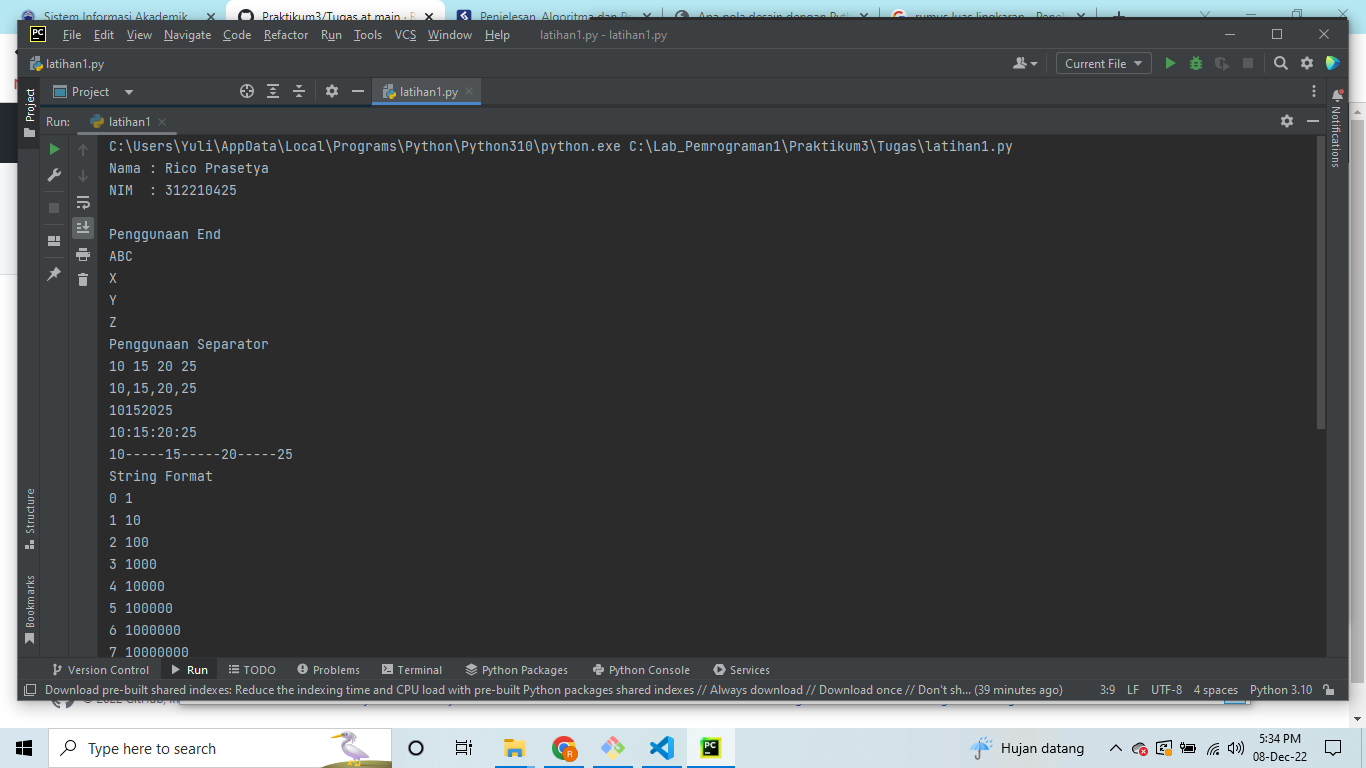 Sistem Informasi Akademik
Praktikum3/Tugas at main
Penjelesan Algoritma dan
Apa pola desain dengan
rumus luas lingkaran
File Edit View Navigate Code Refactor Run Tools VCS Window Help latihan1.py - latihan1.py
latihan1.py
Current File
Project
latihan1.py
Project
Notifications
Run: latihan1
C:\Users\Yuli\AppData\Local\Programs\Python\Python310\python.exe C:\Lab_Pemrograman1\Praktikum3\Tugas\latihan1.py
Nama : Rico Prasetya
NIM  : 312210425
Penggunaan End
ABC
X
Y
Z
Penggunaan Separator
10 15 20 25
10,15,20,25
10152025
10:15:20:25
10-----15-----20-----25
String Format
0 1
1 10
2 100
3 1000
4 10000
5 100000
6 1000000
7 10000000
Structure
Bookmarks
Version Control Run TODO Problems Terminal Python Packages Python Console Services
Download pre-built shared indexes: Reduce the indexing time and CPU load with pre-built Python packages shared indexes // Always download // Download once // Don't sh... (39 minutes ago) 3:9 LF UTF-8 4 spaces Python 3.10
Type here to search
Hujan datang
5:34 PM
08-Dec-22